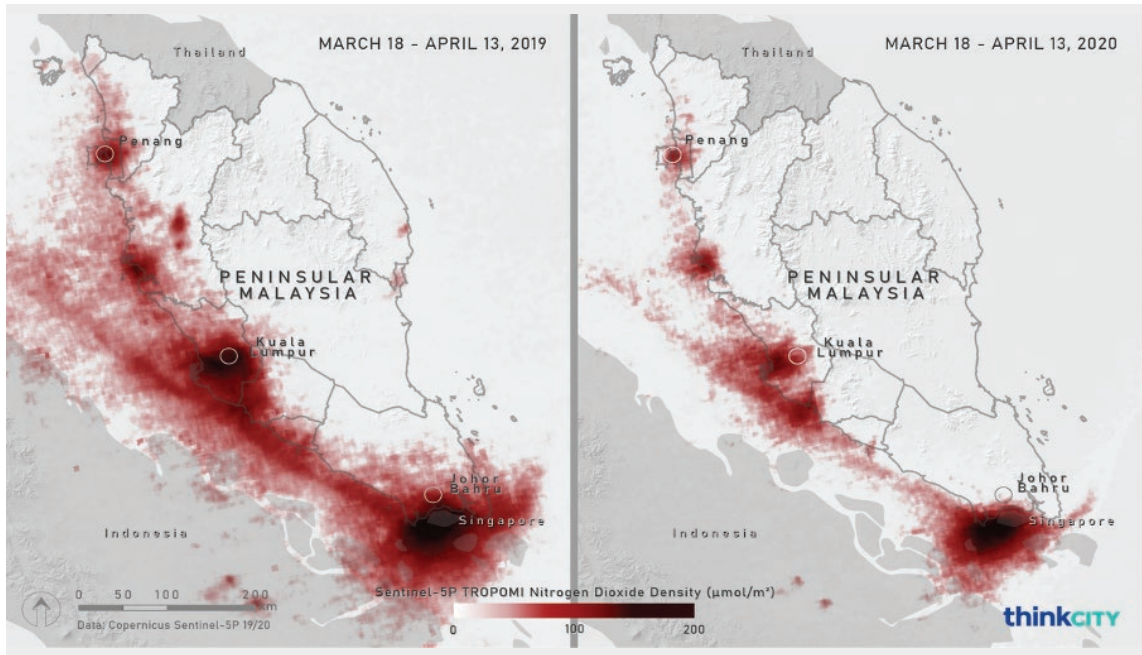 MARCH 18 - APRIL 13, 2019
Thailand
Penang
PENINSULAR
MALAYSIA
Kuala
Lumpur
Johor
Bahru
Singapore
Indonesia
0 50 100 200
km
Data: Copernicus Sentinel-5P 19/20
MARCH 18 - APRIL 13, 2020
Thailand
Penang
PENINSULAR
MALAYSIA
Kuala
Lumpur
Johor
Bahru
Singapore
Indonesia
Sentinel-5P TROPOMI Nitrogen Dioxide Density (µmol/m²)
0 100 200
thinkcity